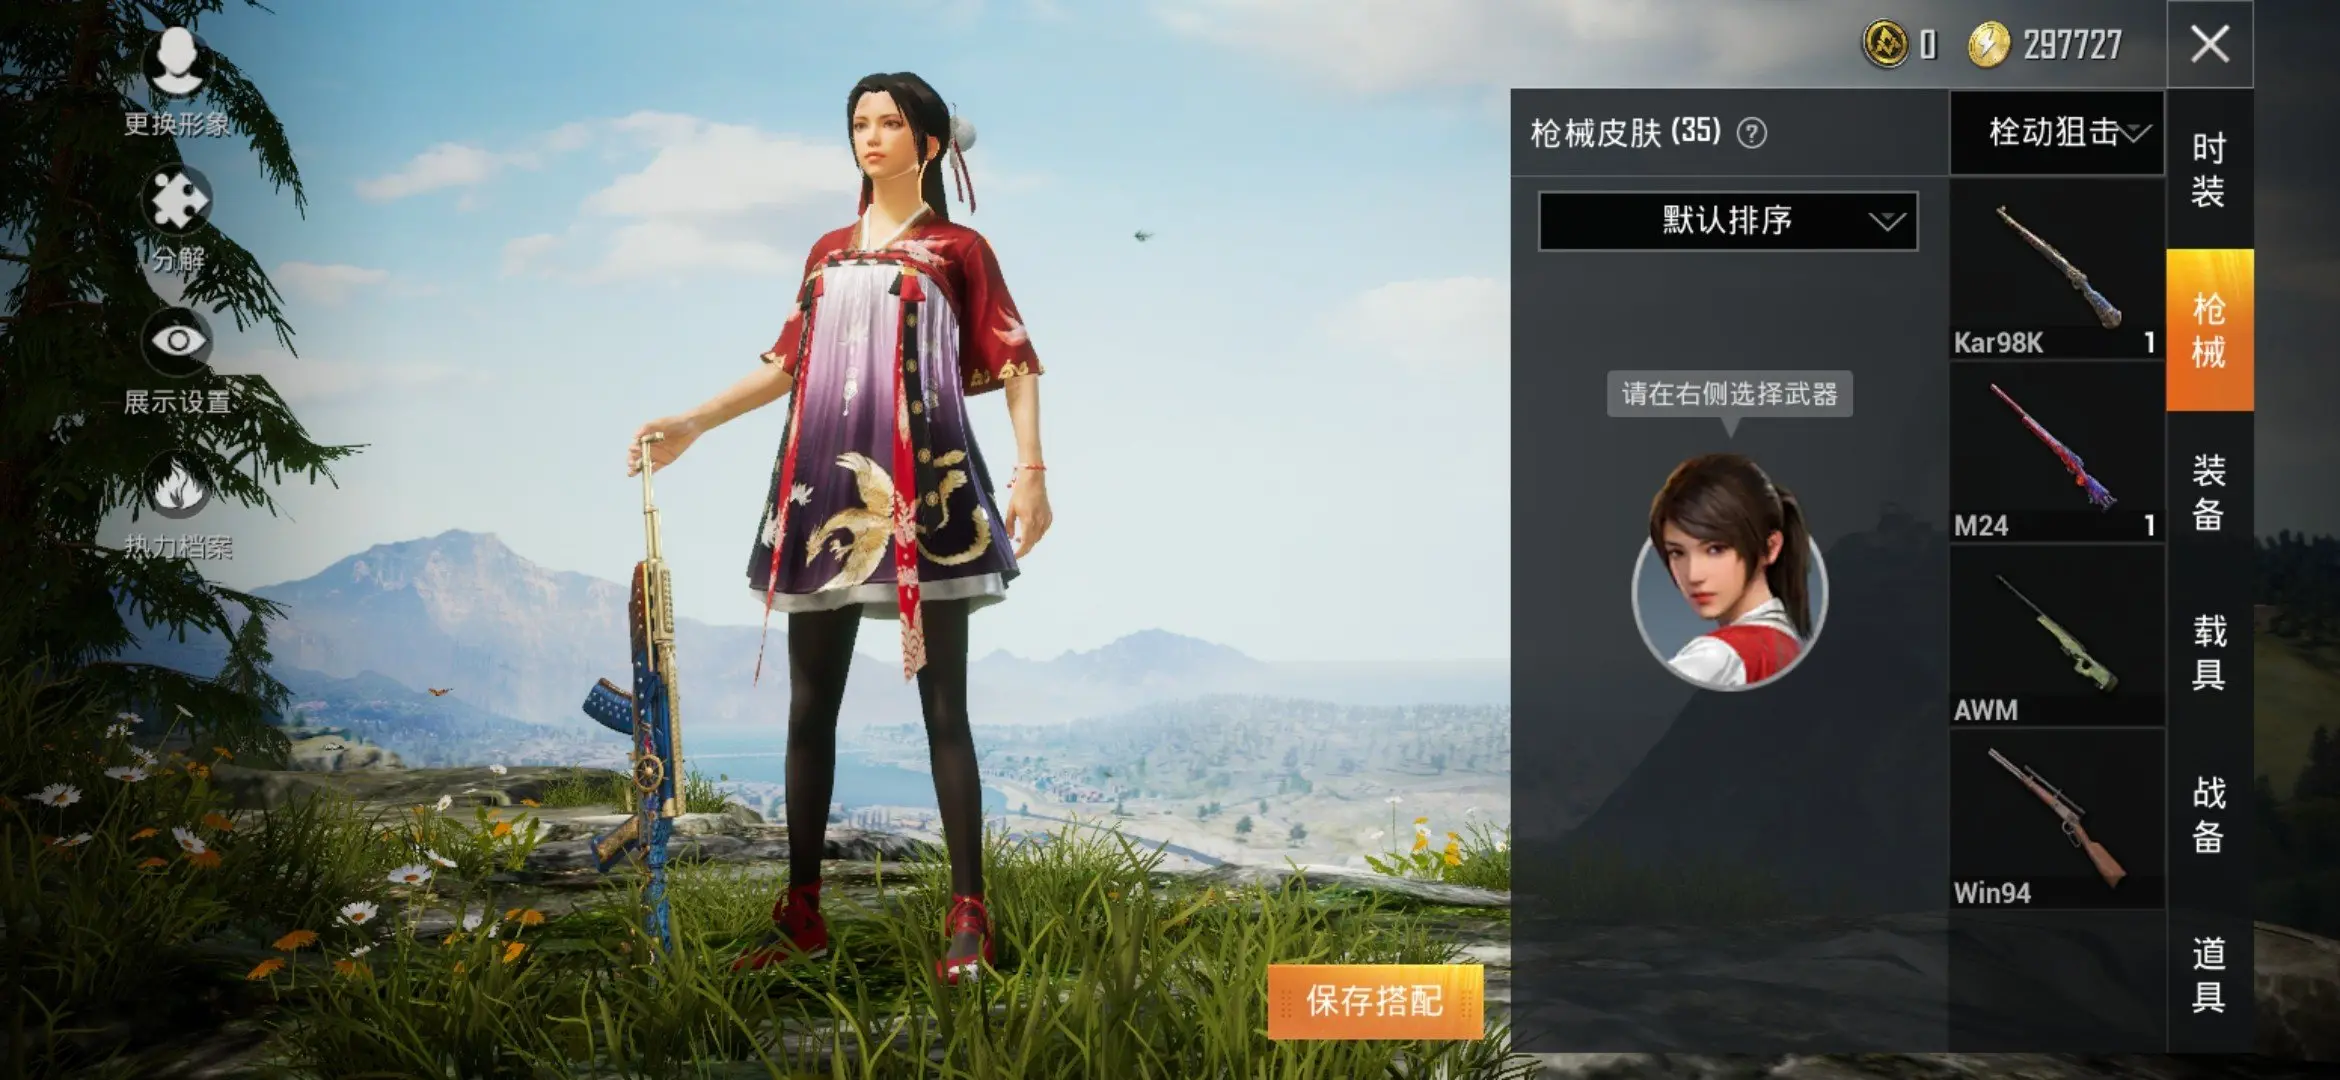 更换形象
分解
展示设置
热力档案
0
297727
枪械皮肤 (35) ?
默认排序
请在右侧选择武器
保存搭配
栓动狙击
Kar98K 1
M24 1
AWM
Win94
时装
枪械
装备
载具
战备
道具